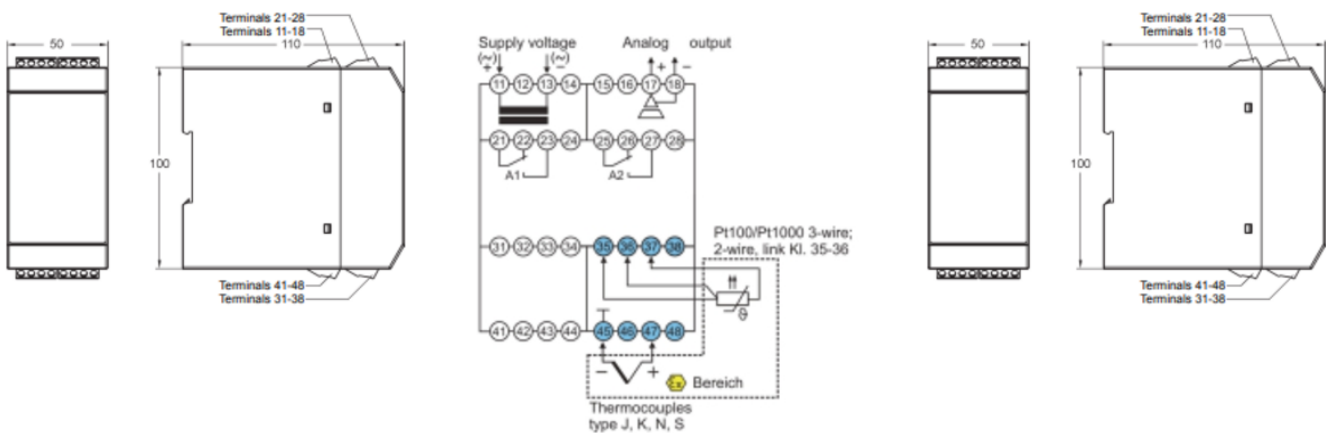 Terminals 21-28
Terminals 11-18
50
110
100
Terminals 41-48
Terminals 31-38
Supply voltage
(~) (~)
+ −
Analog output
+ −
11 12 13 14 15 16 17 18
21 22 23 24 25 26 27 28
A1 A2
Pt100/Pt1000 3-wire;
2-wire, link Kl. 35-36
31 32 33 34 35 36 37 38
ϑ
41 42 43 44 45 46 47 48
− +
Ex Bereich
Thermocouples
type J, K, N, S
Terminals 21-28
Terminals 11-18
50
110
100
Terminals 41-48
Terminals 31-38